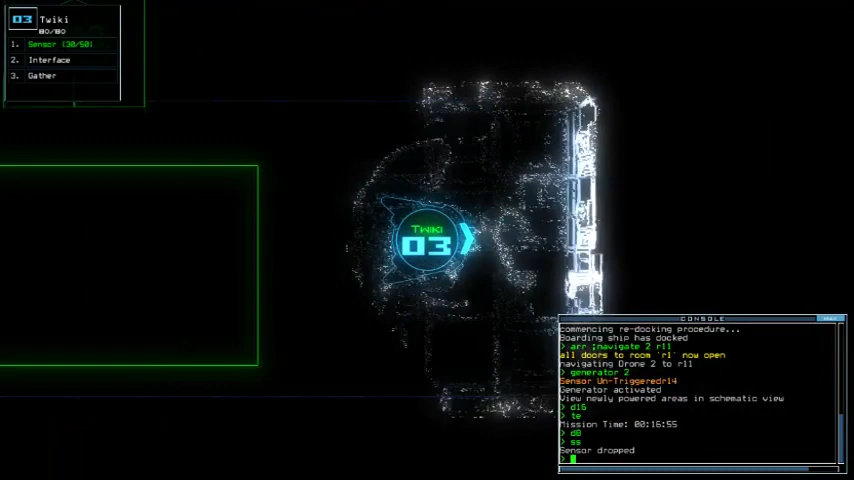 03 Twiki
80/80
1. Sensor (30/50)
2. Interface
3. Gather
Twiki
03
CONSOLE
commencing re-docking procedure...
Boarding ship has docked
> arr ;navigate 2 r11
all doors to room 'r1' now open
navigating Drone 2 to r11
> generator 2
Sensor Un-Triggeredr14
Generator activated
View newly powered areas in schematic view
> d16
> te
Mission Time: 00:16:55
> d8
> ss
Sensor dropped
>